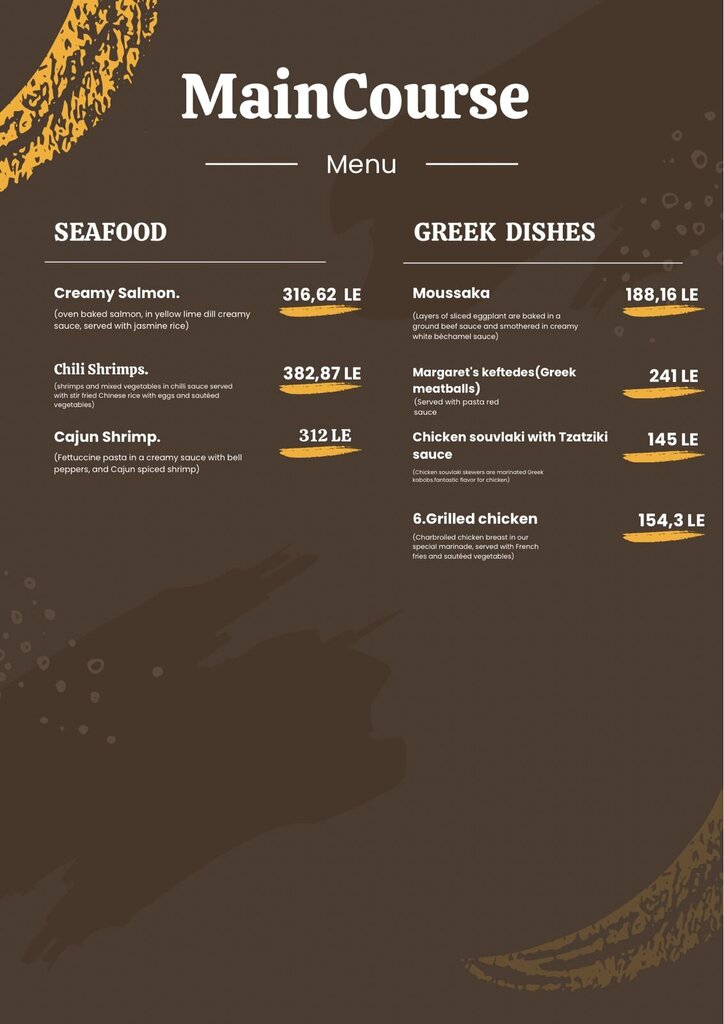 MainCourse
Menu
SEAFOOD
Creamy Salmon. 316,62 LE
(oven baked salmon, in yellow lime dill creamy
sauce, served with jasmine rice)
Chili Shrimps. 382,87 LE
(shrimps and mixed vegetables in chilli sauce served
with stir fried Chinese rice with eggs and sautéed
vegetables)
Cajun Shrimp. 312 LE
(Fettuccine pasta in a creamy sauce with bell
peppers, and Cajun spiced shrimp)
GREEK DISHES
Moussaka 188,16 LE
(Layers of sliced eggplant are baked in a
ground beef sauce and smothered in creamy
white béchamel sauce)
Margaret's keftedes(Greek 241 LE
meatballs)
(Served with pasta red
sauce
Chicken souvlaki with Tzatziki 145 LE
sauce
(Chicken souvlaki skewers are marinated Greek
kabobs.fantastic flavor for chicken)
6.Grilled chicken 154,3 LE
(Charbroiled chicken breast in our
special marinade, served with French
fries and sautéed vegetables)